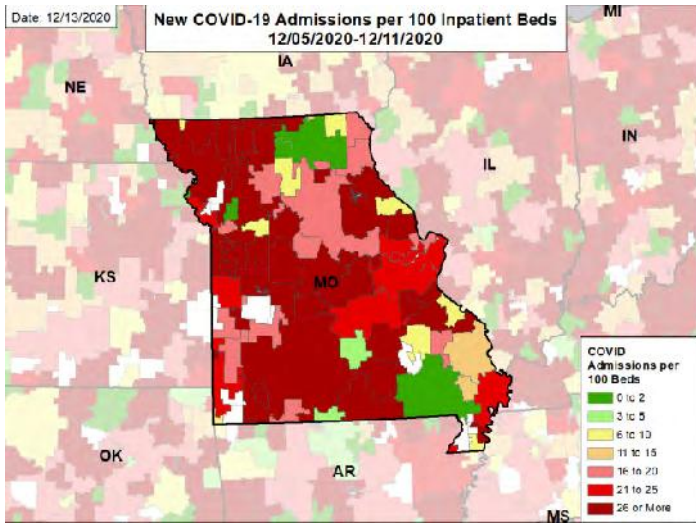 Date: 12/13/2020
New COVID-19 Admissions per 100 Inpatient Beds
12/05/2020-12/11/2020
MI
IA
NE
IN
IL
KS
MO
COVID
Admissions per
100 Beds
0 to 2
3 to 5
6 to 10
11 to 15
16 to 20
21 to 25
26 or More
OK
AR
MS